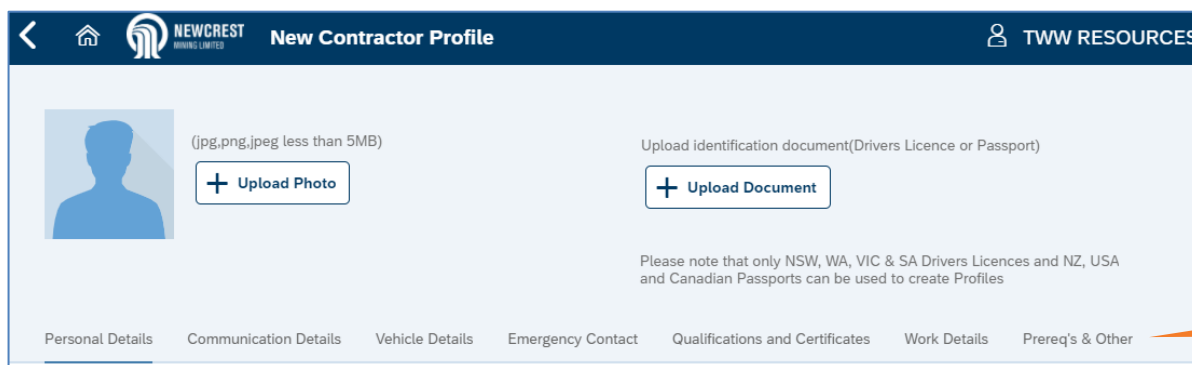 NEWCREST
MINING LIMITED
New Contractor Profile
TWW RESOURCES
(jpg,png,jpeg less than 5MB)
Upload Photo
Upload identification document(Drivers Licence or Passport)
Upload Document
Please note that only NSW, WA, VIC & SA Drivers Licences and NZ, USA
and Canadian Passports can be used to create Profiles
Personal Details Communication Details Vehicle Details Emergency Contact Qualifications and Certificates Work Details Prereq's & Other